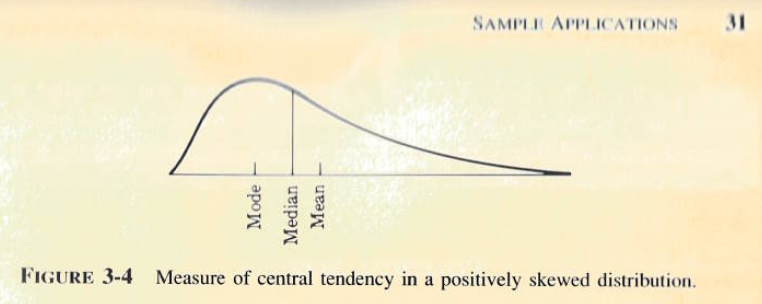 SAMPLE APPLICATIONS 31
Mode
Median
Mean
FIGURE 3-4 Measure of central tendency in a positively skewed distribution.